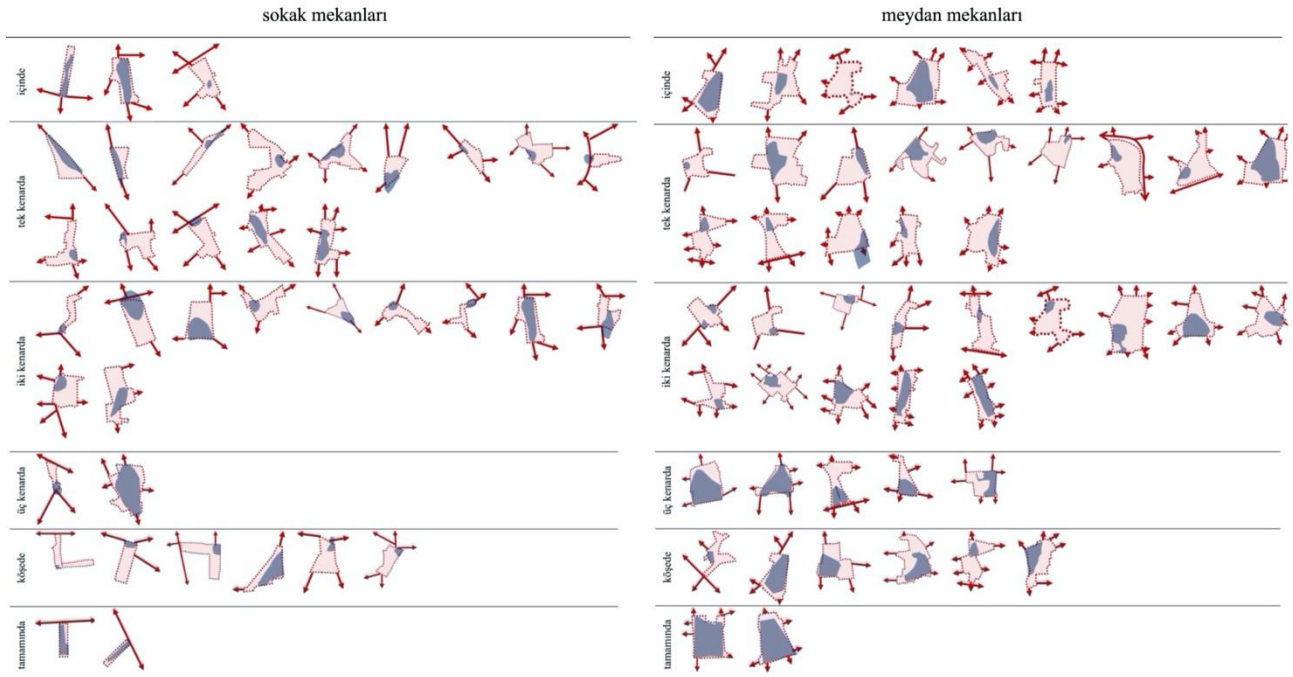 sokak mekanları
içinde
tek kenarda
iki kenarda
üç kenarda
köşede
tamamında
meydan mekanları
içinde
tek kenarda
iki kenarda
üç kenarda
köşede
tamamında